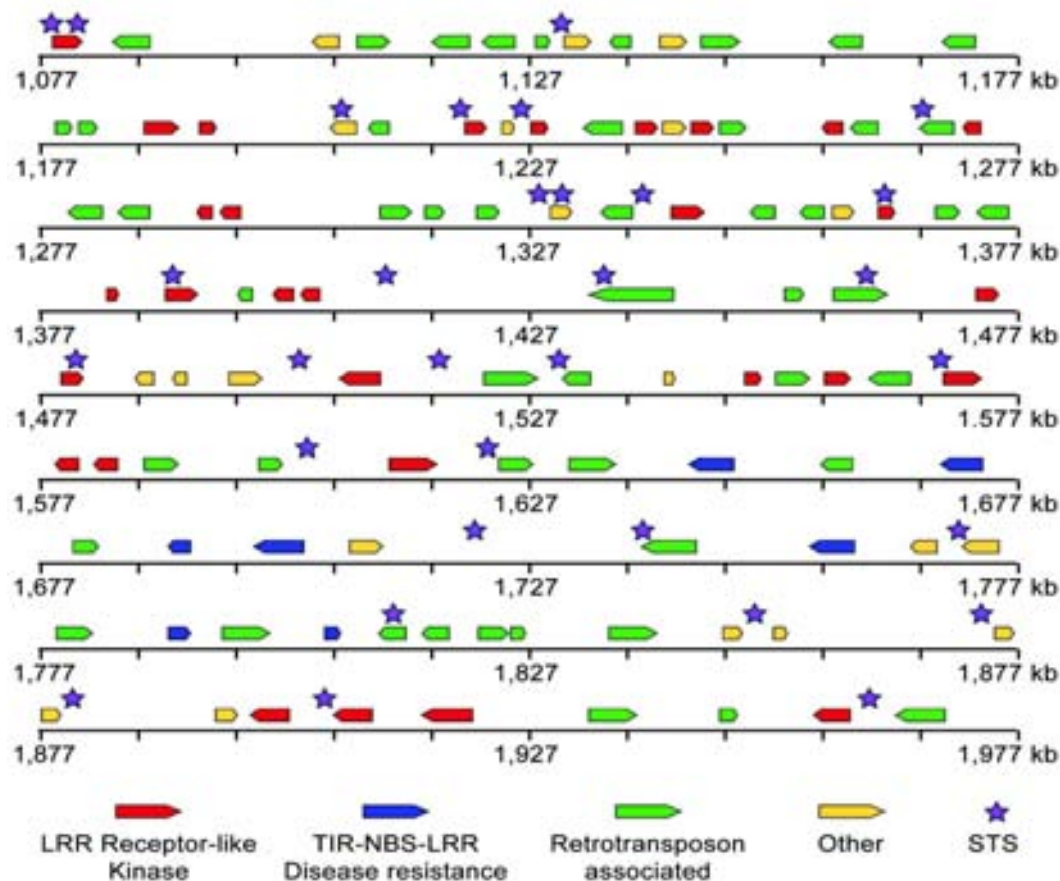 1,077 1,127 1,177 kb
1,177 1,227 1,277 kb
1,277 1,327 1,377 kb
1,377 1,427 1,477 kb
1,477 1,527 1.577 kb
1,577 1,627 1,677 kb
1,677 1,727 1,777 kb
1,777 1,827 1,877 kb
1,877 1,927 1,977 kb
LRR Receptor-like Kinase
TIR-NBS-LRR Disease resistance
Retrotransposon associated
Other
STS